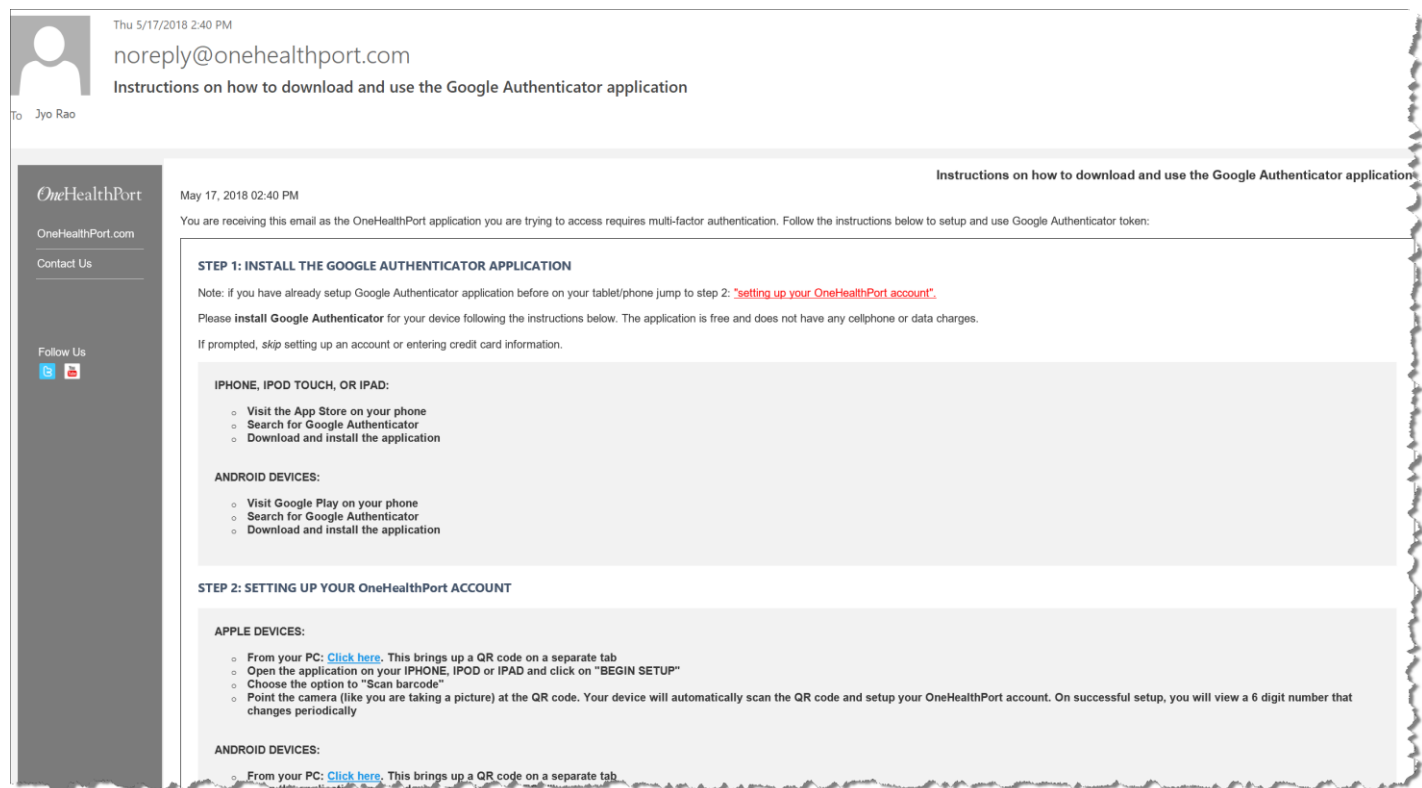 Thu 5/17/2018 2:40 PM
noreply@onehealthport.com
Instructions on how to download and use the Google Authenticator application
To Jyo Rao
OneHealthPort
OneHealthPort.com
Contact Us
Follow Us
Instructions on how to download and use the Google Authenticator application
May 17, 2018 02:40 PM
You are receiving this email as the OneHealthPort application you are trying to access requires multi-factor authentication. Follow the instructions below to setup and use Google Authenticator token:
STEP 1: INSTALL THE GOOGLE AUTHENTICATOR APPLICATION
Note: if you have already setup Google Authenticator application before on your tablet/phone jump to step 2: "setting up your OneHealthPort account".
Please install Google Authenticator for your device following the instructions below. The application is free and does not have any cellphone or data charges.
If prompted, skip setting up an account or entering credit card information.
IPHONE, IPOD TOUCH, OR IPAD:
o Visit the App Store on your phone
o Search for Google Authenticator
o Download and install the application
ANDROID DEVICES:
o Visit Google Play on your phone
o Search for Google Authenticator
o Download and install the application
STEP 2: SETTING UP YOUR OneHealthPort ACCOUNT
APPLE DEVICES:
o From your PC: Click here. This brings up a QR code on a separate tab
o Open the application on your IPHONE, IPOD or IPAD and click on "BEGIN SETUP"
o Choose the option to "Scan barcode"
o Point the camera (like you are taking a picture) at the QR code. Your device will automatically scan the QR code and setup your OneHealthPort account. On successful setup, you will view a 6 digit number that
changes periodically
ANDROID DEVICES:
o From your PC: Click here. This brings up a QR code on a separate tab